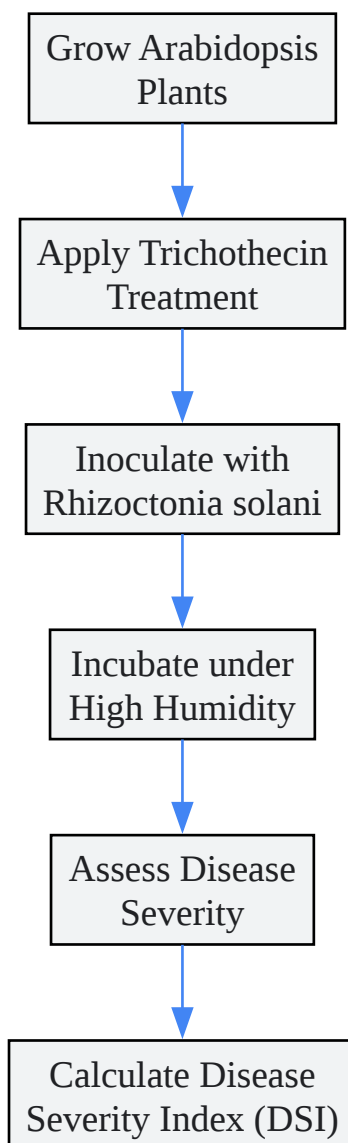 Grow Arabidopsis
Plants
Apply Trichothecin
Treatment
Inoculate with
Rhizoctonia solani
Incubate under
High Humidity
Assess Disease
Severity
Calculate Disease
Severity Index (DSI)